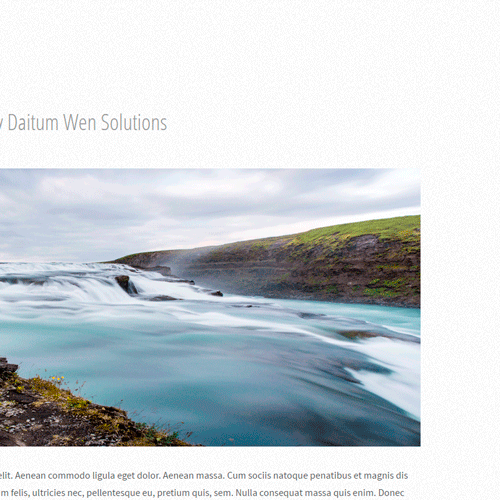 Daitum Wen Solutions
elit. Aenean commodo ligula eget dolor. Aenean massa. Cum sociis natoque penatibus et magnis dis
m felis, ultricies nec, pellentesque eu, pretium quis, sem. Nulla consequat massa quis enim. Donec